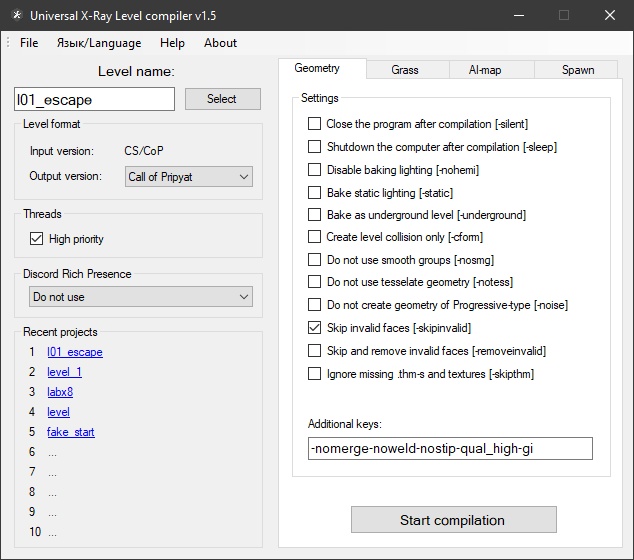 Universal X-Ray Level compiler v1.5
File Язык/Language Help About
Level name:
l01_escape
Select
Level format
Input version: CS/CoP
Output version: Call of Pripyat
Threads
High priority
Discord Rich Presence
Do not use
Recent projects
1 l01_escape
2 level_1
3 labx8
4 level
5 fake_start
6 ...
7 ...
8 ...
9 ...
10 ...
Geometry Grass AI-map Spawn
Settings
Close the program after compilation [-silent]
Shutdown the computer after compilation [-sleep]
Disable baking lighting [-nohemi]
Bake static lighting [-static]
Bake as underground level [-underground]
Create level collision only [-cform]
Do not use smooth groups [-nosmg]
Do not use tesselate geometry [-notess]
Do not create geometry of Progressive-type [-noise]
Skip invalid faces [-skipinvalid]
Skip and remove invalid faces [-removeinvalid]
Ignore missing .thm-s and textures [-skipthm]
Additional keys:
-nomerge-noweld-nostip-qual_high-gi
Start compilation